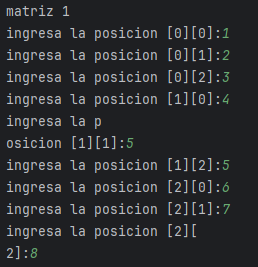 matriz 1
ingresa la posicion [0][0]:1
ingresa la posicion [0][1]:2
ingresa la posicion [0][2]:3
ingresa la posicion [1][0]:4
ingresa la p
osicion [1][1]:5
ingresa la posicion [1][2]:5
ingresa la posicion [2][0]:6
ingresa la posicion [2][1]:7
ingresa la posicion [2][
2]:8